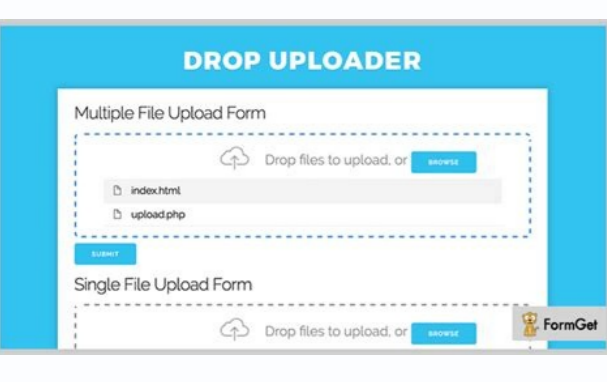 DROP UPLOADER
Multiple File Upload Form
Drop files to upload, or BROWSE
index.html
upload.php
SUBMIT
Single File Upload Form
Drop files to upload, or BROWSE
FormGet